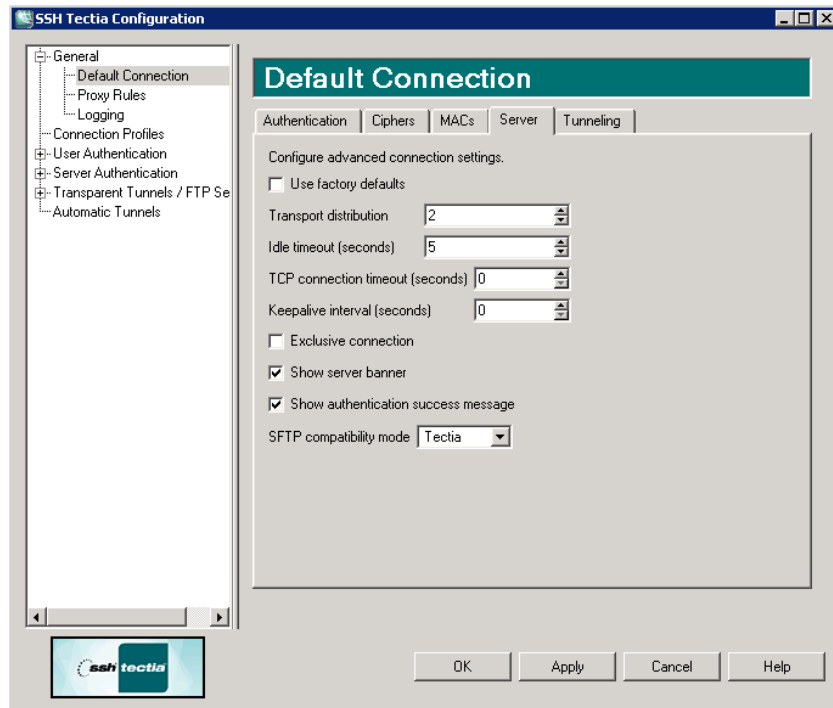 SSH Tectia Configuration
General
Default Connection
Proxy Rules
Logging
Connection Profiles
User Authentication
Server Authentication
Transparent Tunnels / FTP Se
Automatic Tunnels
Default Connection
Authentication Ciphers MACs Server Tunneling
Configure advanced connection settings.
Use factory defaults
Transport distribution 2
Idle timeout (seconds) 5
TCP connection timeout (seconds) 0
Keepalive interval (seconds) 0
Exclusive connection
Show server banner
Show authentication success message
SFTP compatibility mode Tectia
ssh tectia
OK Apply Cancel Help